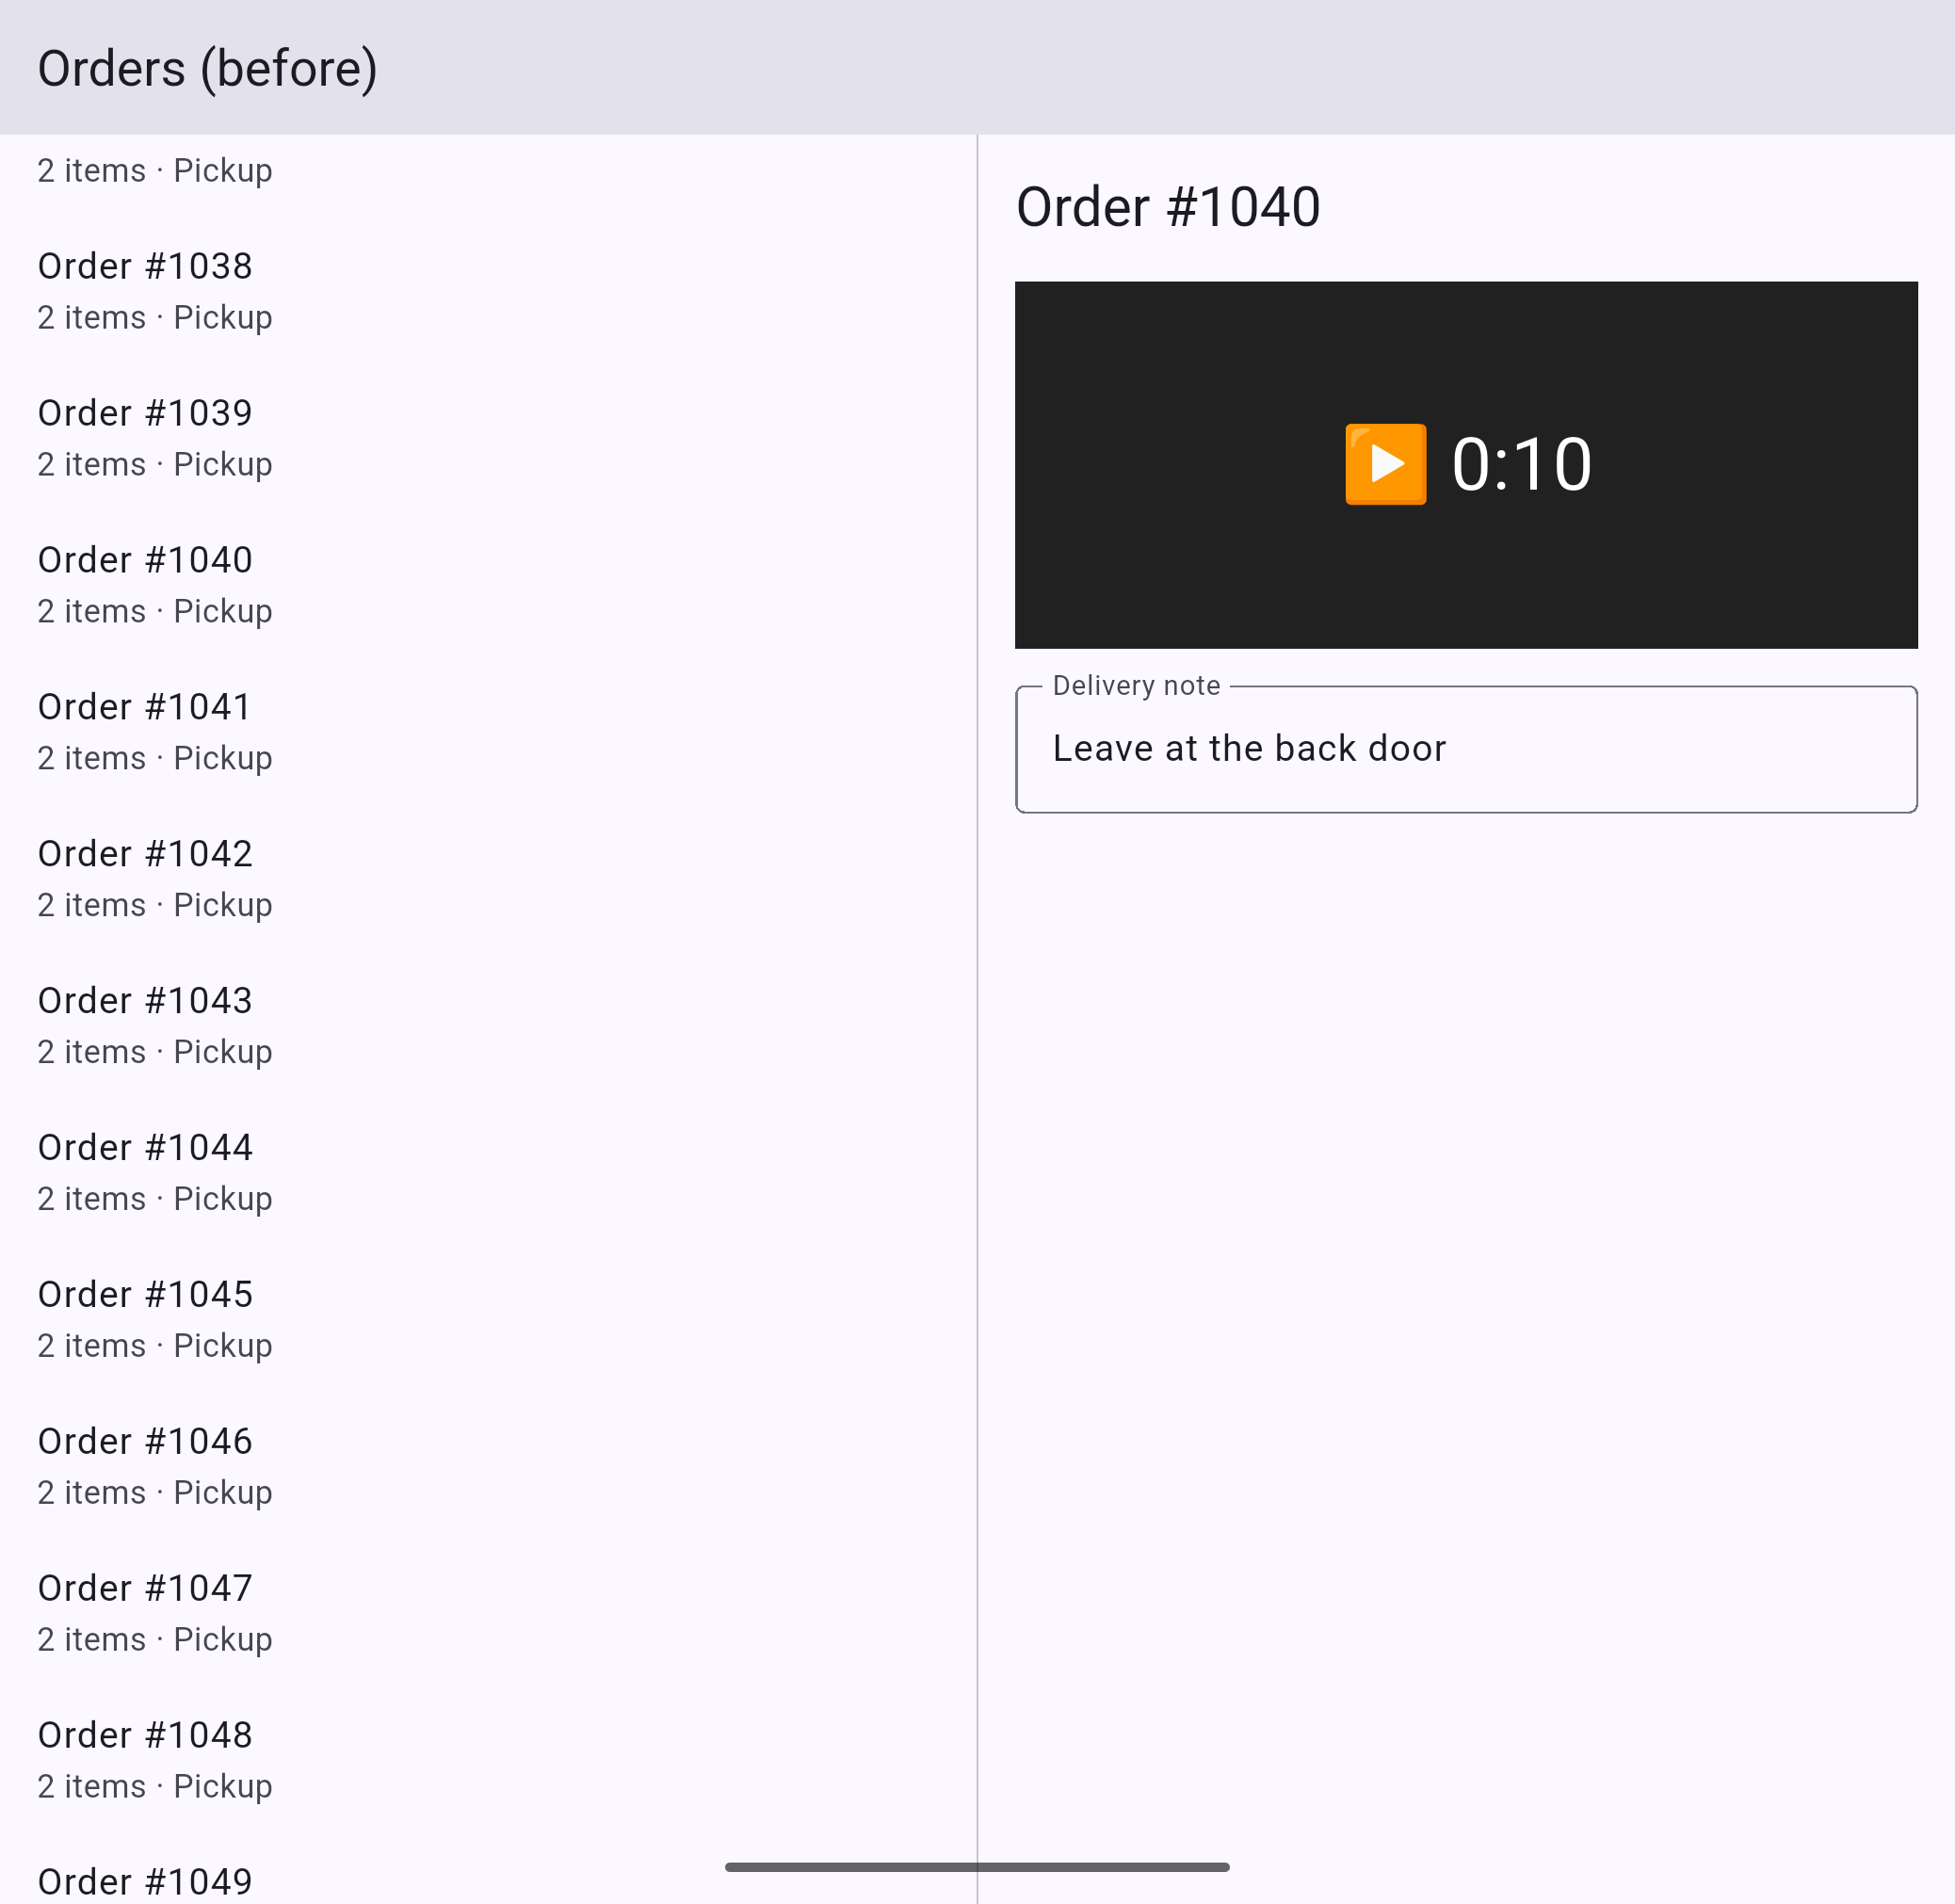 Orders (before)
2 items · Pickup
Order #1038
2 items · Pickup
Order #1039
2 items · Pickup
Order #1040
2 items · Pickup
Order #1041
2 items · Pickup
Order #1042
2 items · Pickup
Order #1043
2 items · Pickup
Order #1044
2 items · Pickup
Order #1045
2 items · Pickup
Order #1046
2 items · Pickup
Order #1047
2 items · Pickup
Order #1048
2 items · Pickup
Order #1049
Order #1040
▶️ 0:10
Delivery note
Leave at the back door